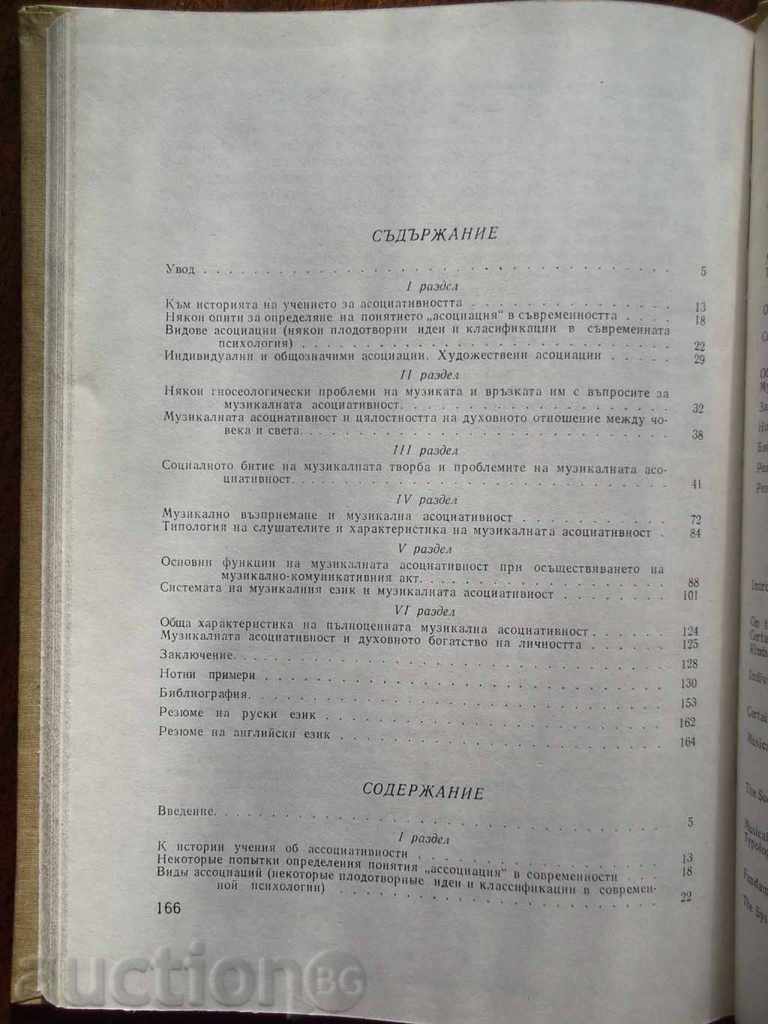 СЪДЪРЖАНИЕ
Увод . . . . . . . . . . . . . . . . . . . . 5
I раздел
Към историята на учението за асоциативността . . . . . . . . . . 13
Някои опити за определяне на понятието „асоциация“ в съвременността . . . 18
Видове асоциации (някои плодотворни идеи и класификации в съвременната
психология) . . . . . . . . . . . . . . . . 22
Индивидуални и общозначими асоциации. Художествени асоциации . . . . . 29
II раздел
Някои гносеологически проблеми на музиката и връзката им с въпросите за
музикалната асоциативност. . . . . . . . . . . . . 32
Музикалната асоциативност и цялостността на духовното отношение между чо-
века и света. . . . . . . . . . . . . . . . . 38
III раздел
Социалното битие на музикалната творба и проблемите на музикалната асо-
циативност. . . . . . . . . . . . . . . . . 41
IV раздел
Музикално възприемане и музикална асоциативност . . . . . . . . 72
Типология на слушателите и характеристика на музикалната асоциативност . 84
V раздел
Основни функции на музикалната асоциативност при осъществяването на
музикално-комуникативния акт. . . . . . . . . . . . 88
Системата на музикалния език и музикалната асоциативност . . . . . . 101
VI раздел
Обща характеристика на пълноценната музикална асоциативност . . . . . 124
Музикалната асоциативност и духовното богатство на личността . . . . . 125
Заключение. . . . . . . . . . . . . . . . . . . 128
Нотни примери . . . . . . . . . . . . . . . . . . 130
Библиография. . . . . . . . . . . . . . . . . . . 153
Резюме на руски език . . . . . . . . . . . . . . . . 162
Резюме на английски език . . . . . . . . . . . . . . . 164
СОДЕРЖАНИЕ
Введение. . . . . . . . . . . . . . . . . . . . 5
I раздел
К истории учения об ассоциативности . . . . . . . . . . . . 13
Некоторые попытки определения понятия „ассоциация“ в современности . . . 18
Виды ассоциаций (некоторые плодотворные идеи и классификации в современ-
ной психологии) . . . . . . . . . . . . . . . 22
166
auctionBG